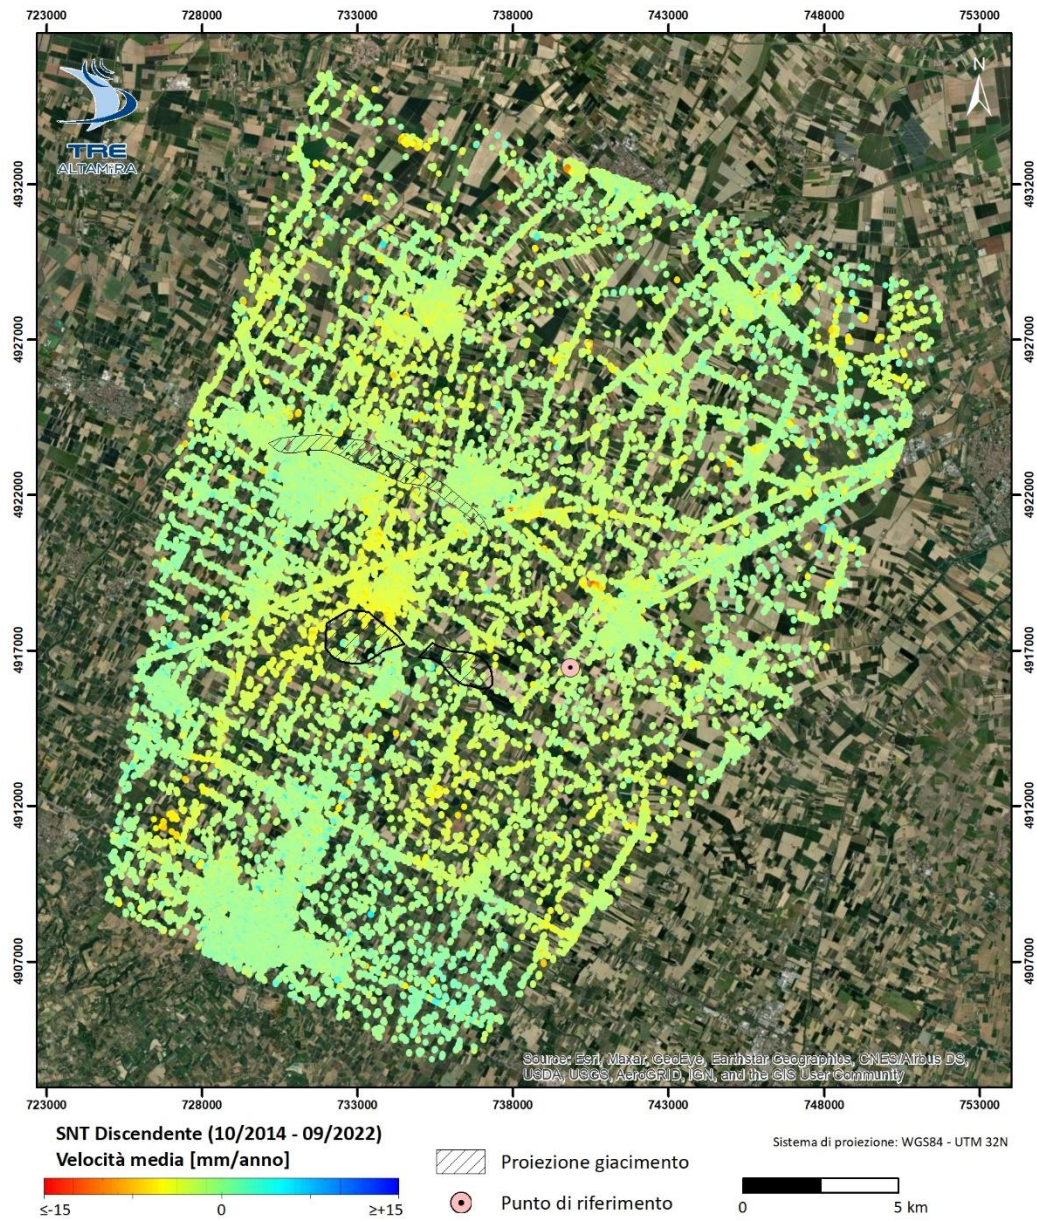 723000 728000 733000 738000 743000 748000 753000
N
TRE
ALTAMIRA
4932000 4932000
4927000 4927000
4922000 4922000
4917000 4917000
4912000 4912000
4907000 4907000
Source: Esri, Maxar, GeoEye, Earthstar Geographics, CNES/Airbus DS,
USDA, USGS, AeroGRID, IGN, and the GIS User Community
723000 728000 733000 738000 743000 748000 753000
SNT Discendente (10/2014 - 09/2022)
Velocità media [mm/anno]
≤-15 0 ≥+15
Proiezione giacimento
Punto di riferimento
Sistema di proiezione: WGS84 - UTM 32N
0 5 km